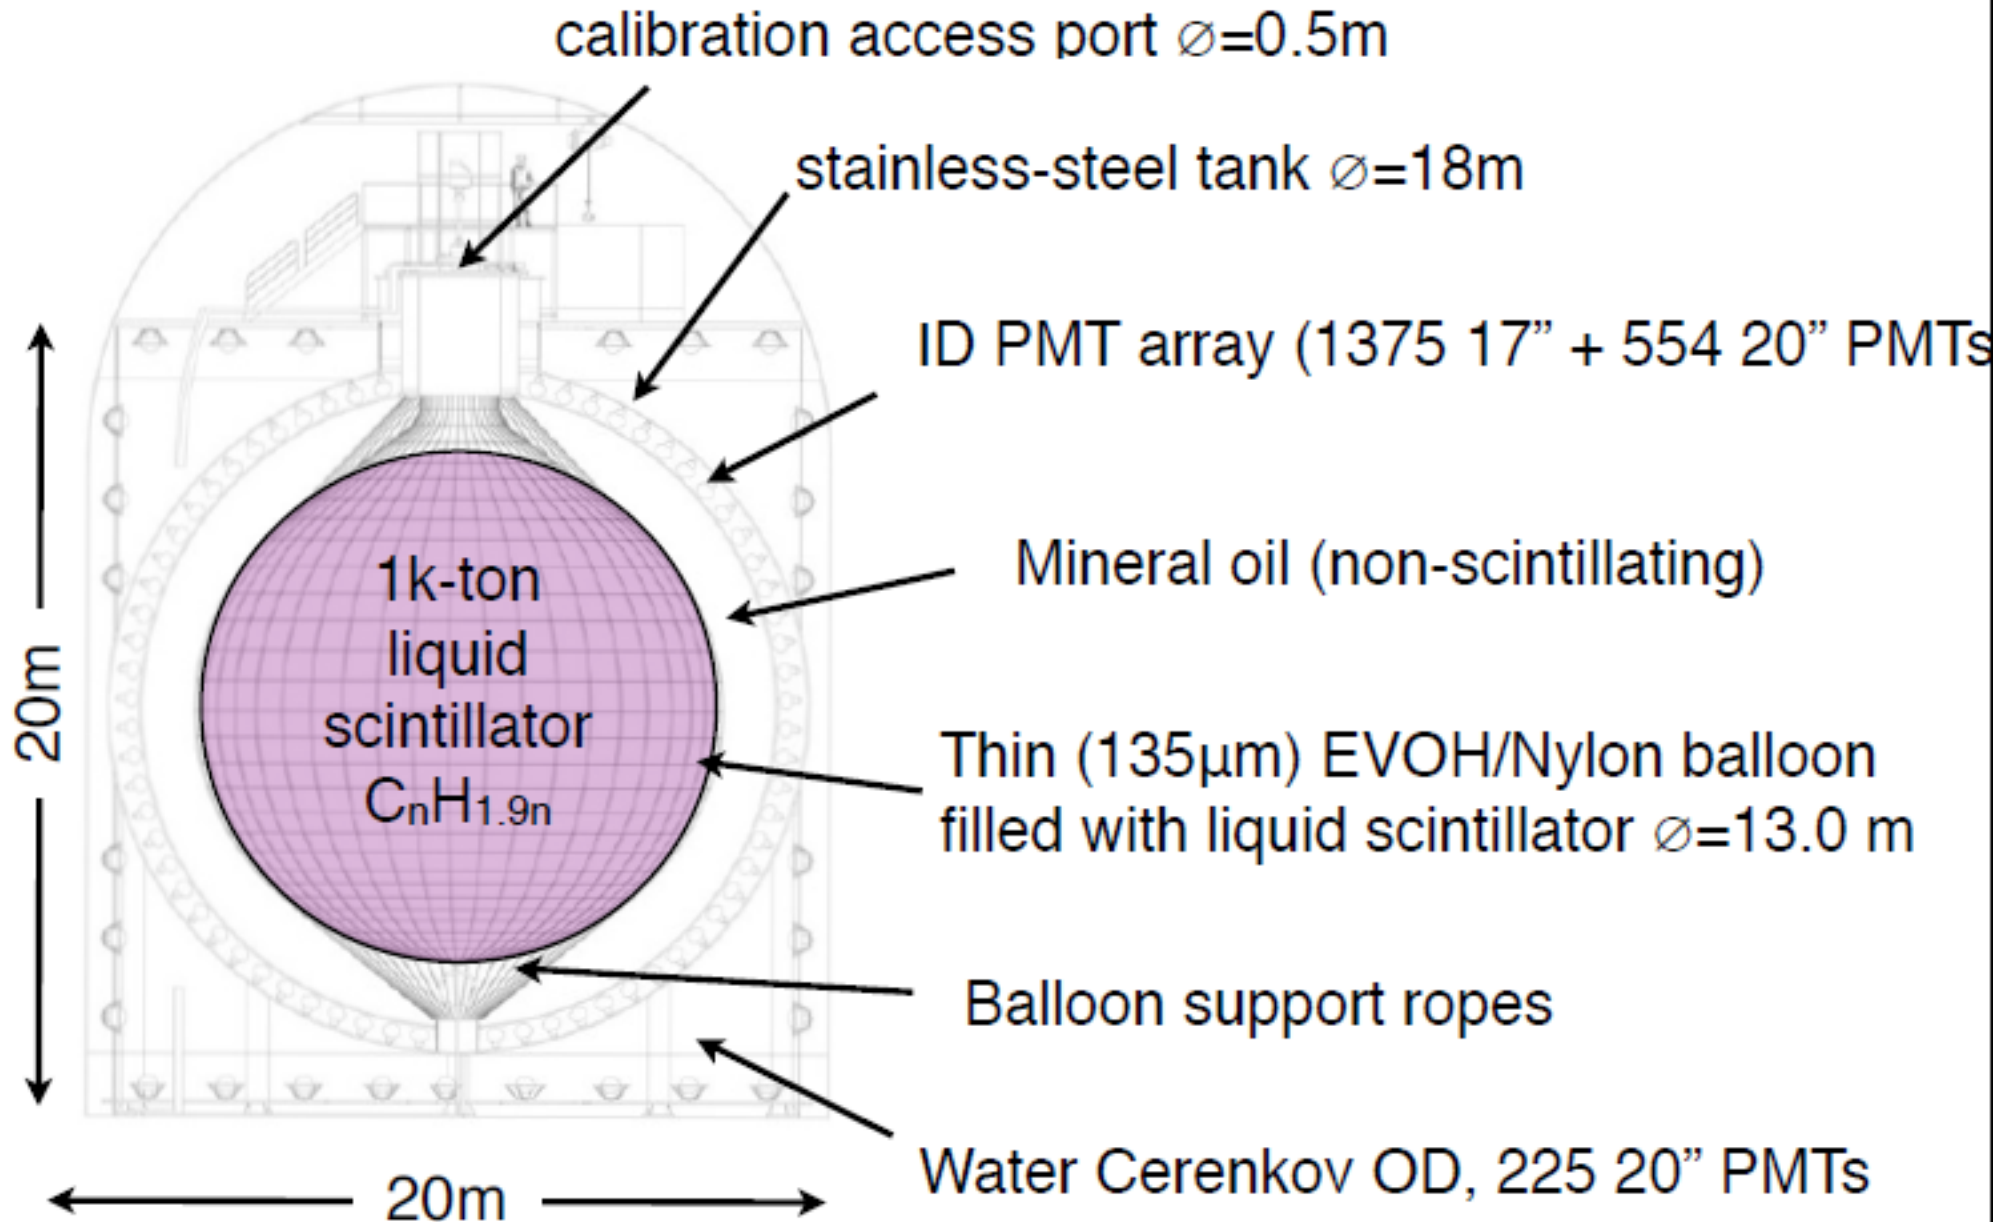 calibration access port ⌀=0.5m
stainless-steel tank ⌀=18m
ID PMT array (1375 17” + 554 20” PMTs
Mineral oil (non-scintillating)
1k-ton
liquid
scintillator
CnH1.9n
20m
Thin (135µm) EVOH/Nylon balloon
filled with liquid scintillator ⌀=13.0 m
Balloon support ropes
Water Cerenkov OD, 225 20” PMTs
20m